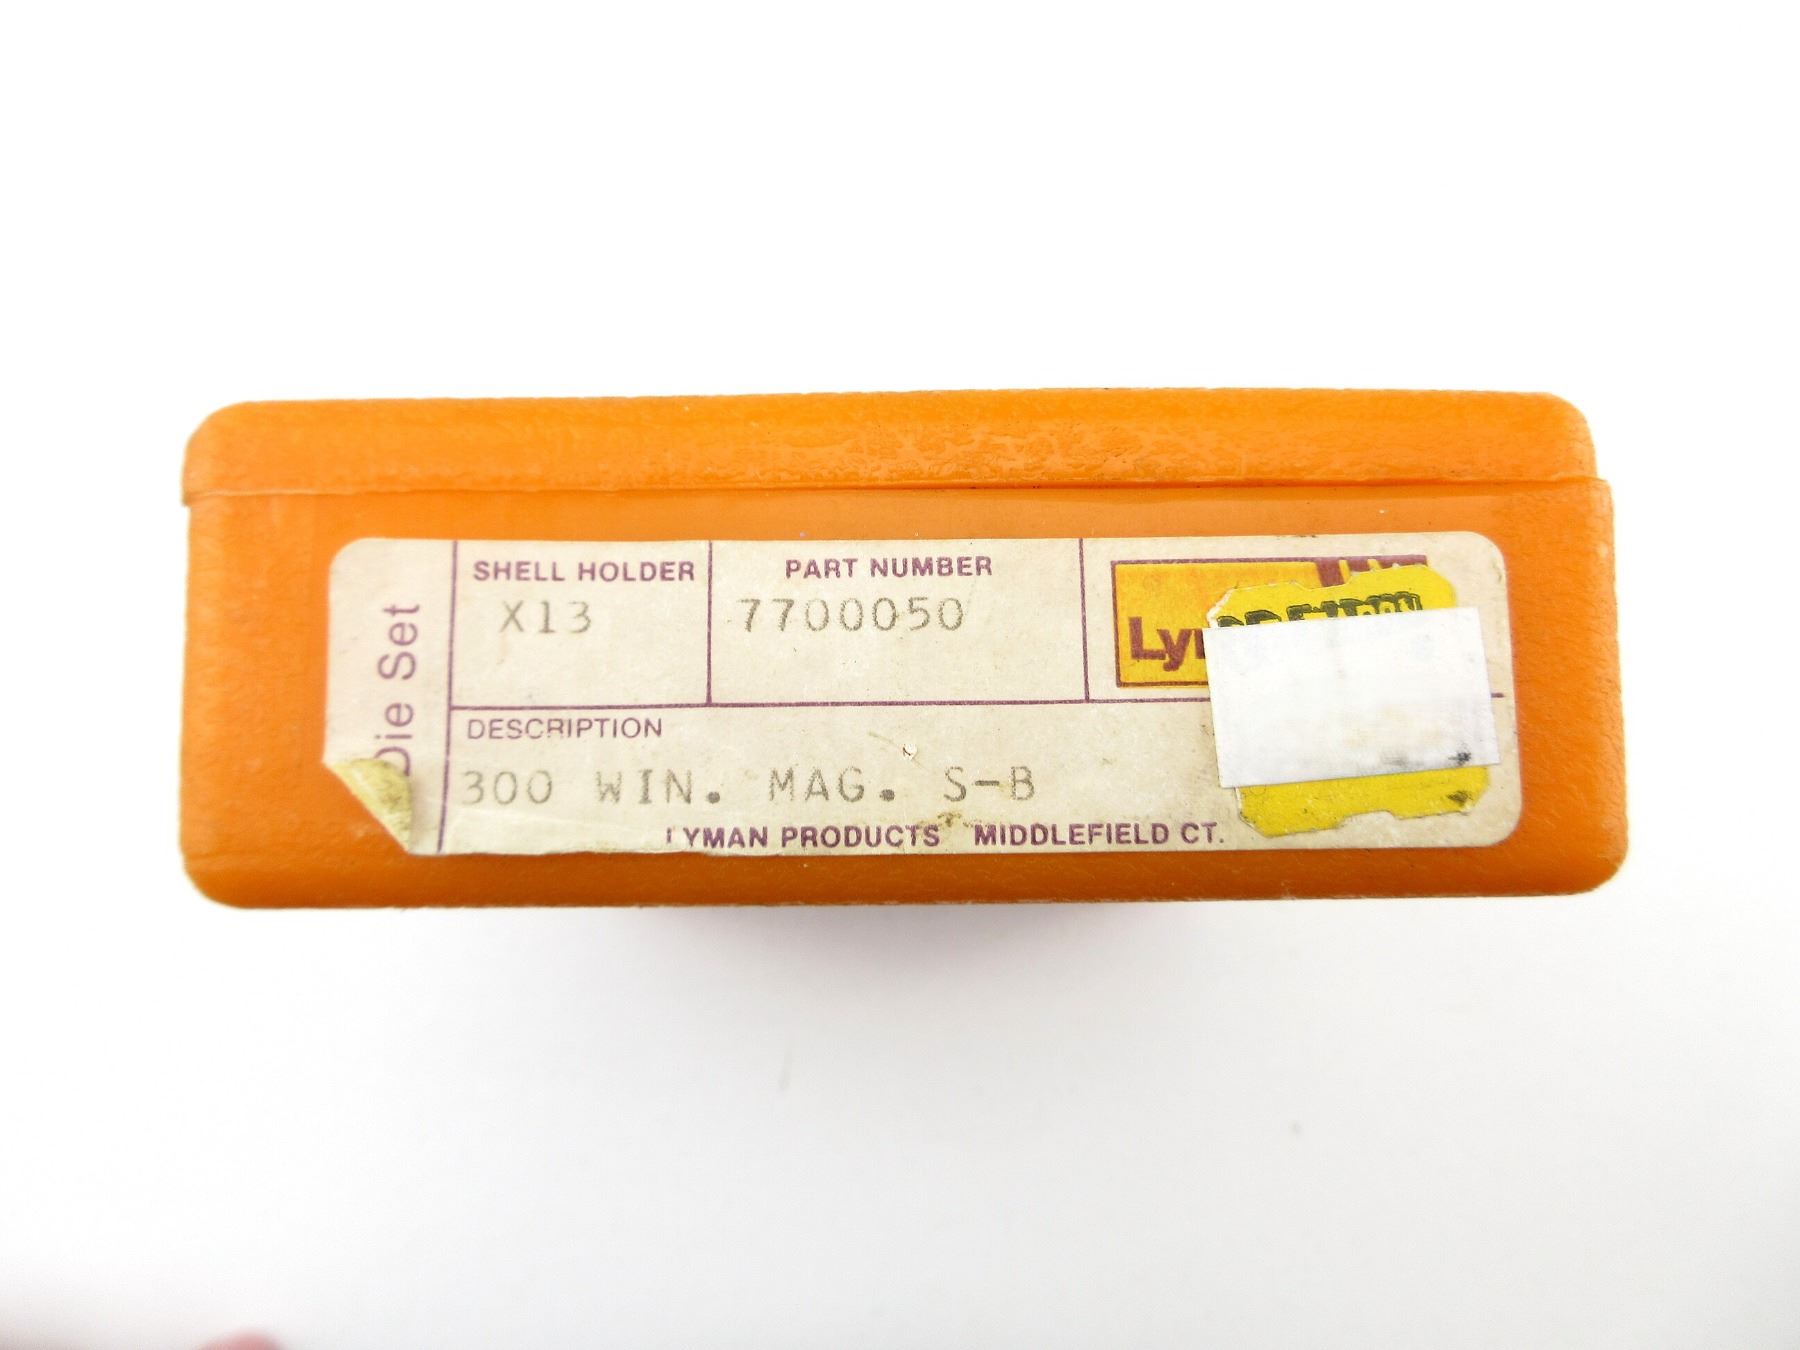 Die Set
SHELL HOLDER
X13
PART NUMBER
7700050
DESCRIPTION
300 WIN. MAG. S-B
LYMAN PRODUCTS MIDDLEFIELD CT.